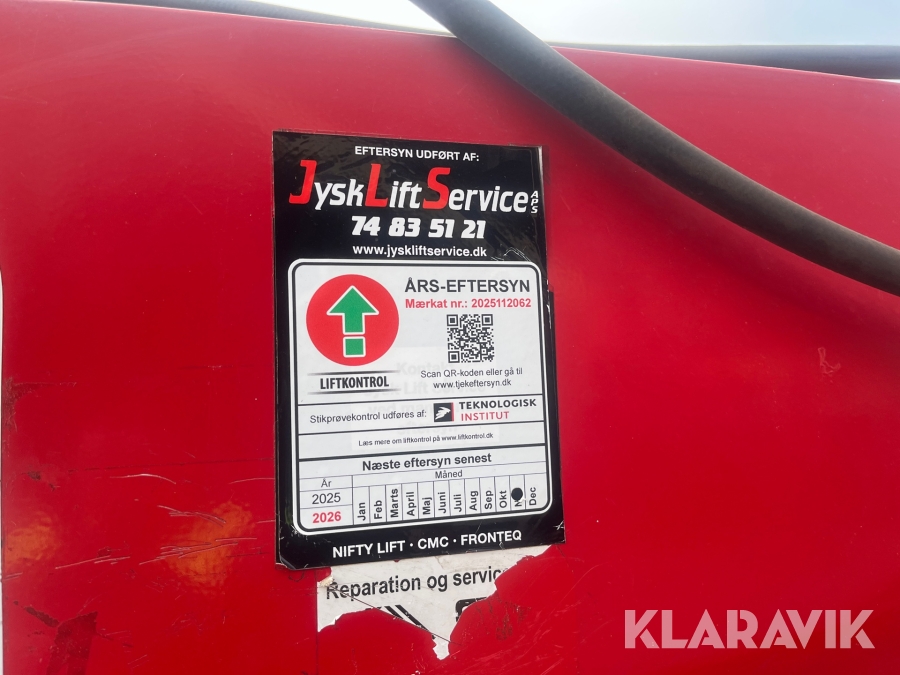 EFTERSYN UDFØRT AF:
JyskLiftService APS
74 83 51 21
www.jyskliftservice.dk
ÅRS-EFTERSYN
Mærkat nr.: 2025112062
LIFTKONTROL
Scan QR-koden eller gå til
www.tjekeftersyn.dk
Stikprøvekontrol udføres af: TEKNOLOGISK
INSTITUT
Læs mere om liftkontrol på www.liftkontrol.dk
Næste eftersyn senest
År Måned
2025
2026
Jan Feb Marts April Maj Juni Juli Aug Sep Okt Dec
NIFTY LIFT · CMC · FRONTEQ
Reparation og service
KLARAVIK